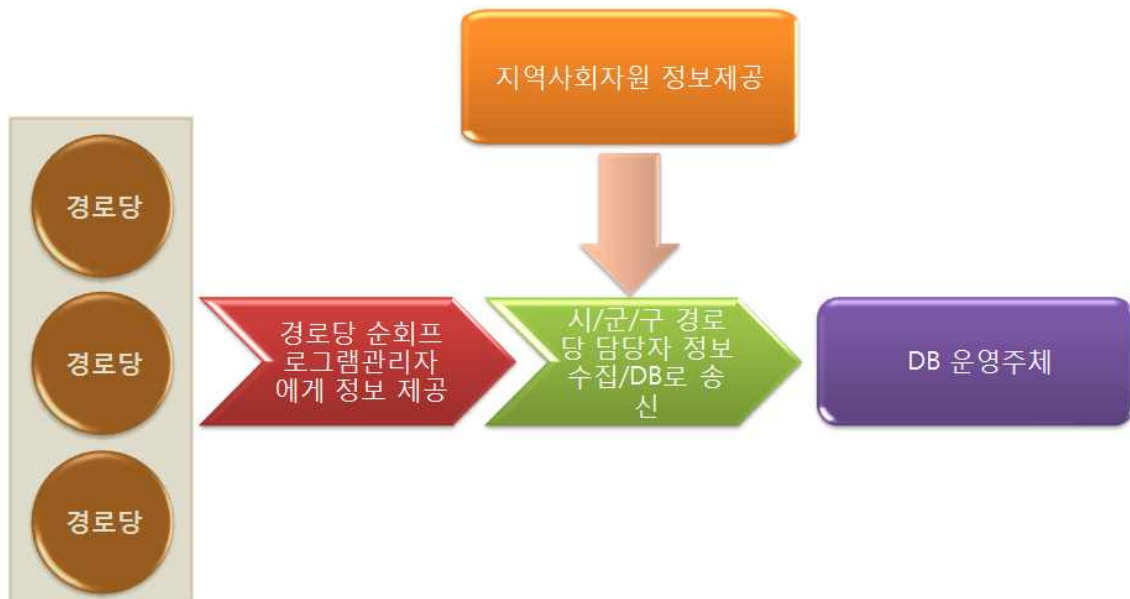 지역사회자원 정보제공
경로당
경로당
경로당
경로당 순회프
로그램관리자
에게 정보 제공
시/군/구 경로
당 담당자 정보
수집/DB로 송
신
DB 운영주체